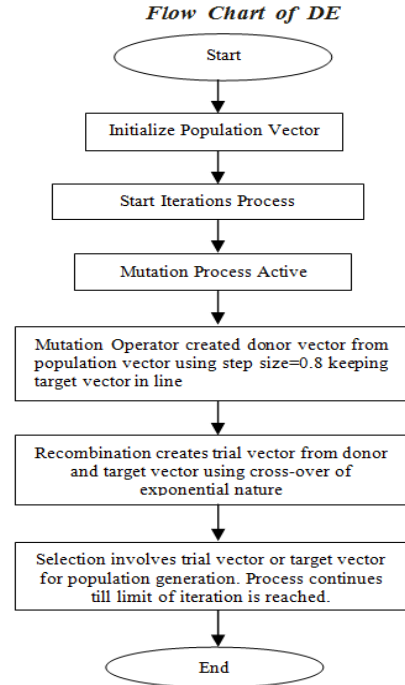 Flow Chart of DE
Start
Initialize Population Vector
Start Iterations Process
Mutation Process Active
Mutation Operator created donor vector from
population vector using step size=0.8 keeping
target vector in line
Recombination creates trial vector from donor
and target vector using cross-over of
exponential nature
Selection involves trial vector or target vector
for population generation. Process continues
till limit of iteration is reached.
End